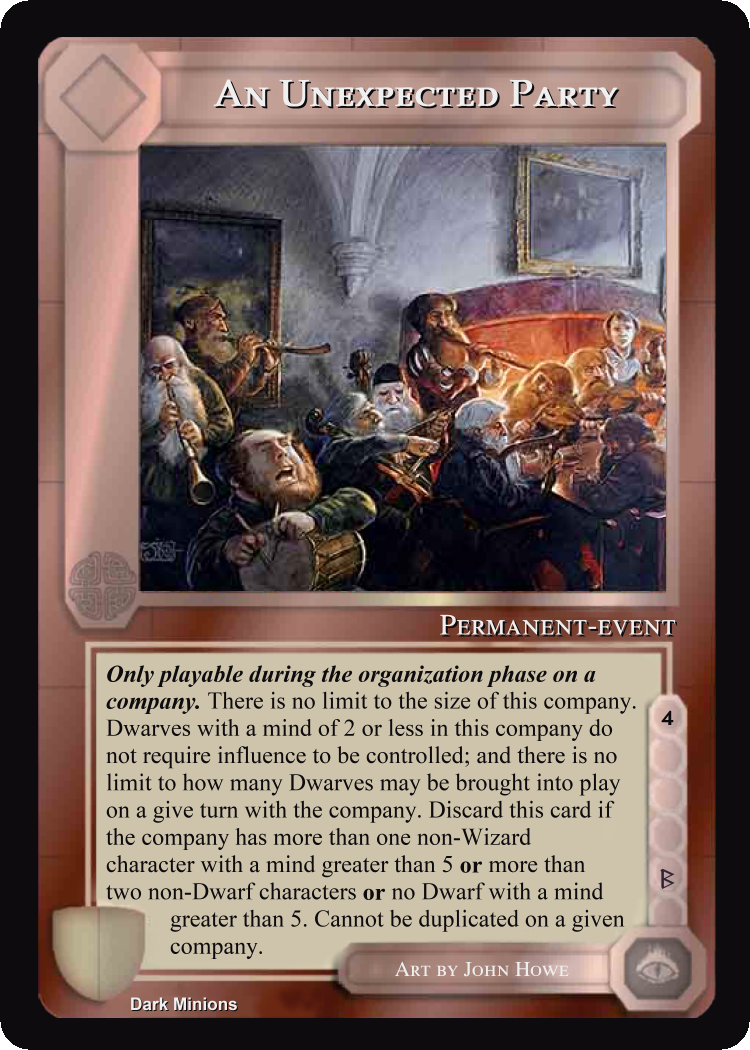 An Unexpected Party
Permanent-event
Only playable during the organization phase on a
company. There is no limit to the size of this company.
Dwarves with a mind of 2 or less in this company do
not require influence to be controlled; and there is no
limit to how many Dwarves may be brought into play
on a give turn with the company. Discard this card if
the company has more than one non-Wizard
character with a mind greater than 5 or more than
two non-Dwarf characters or no Dwarf with a mind
greater than 5. Cannot be duplicated on a given
company.
4
ᛒ
Art by John Howe
Dark Minions